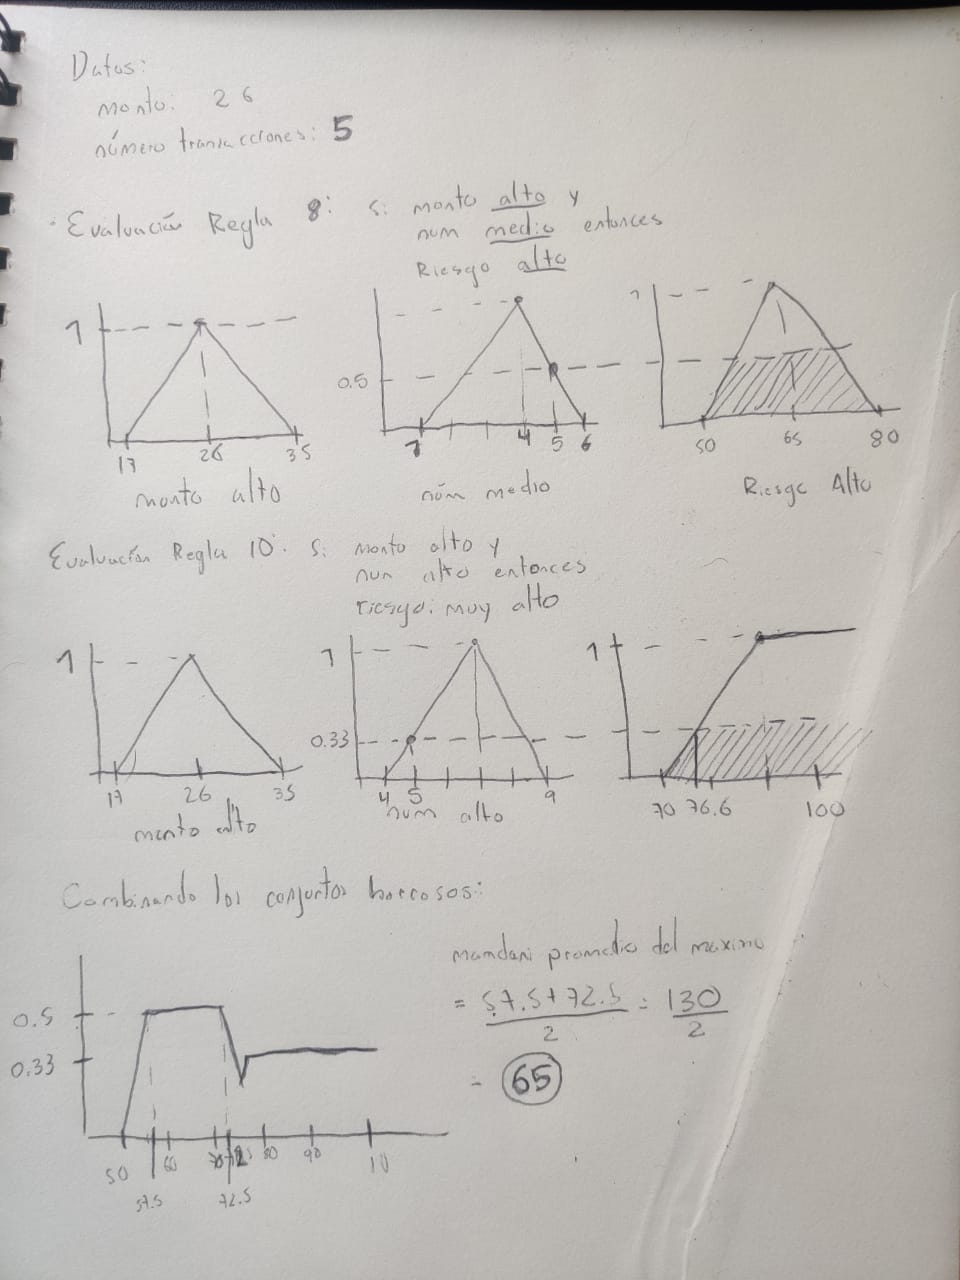 Datos:
monto: 26
número transacciones: 5
Evaluación Regla 8: Si monto alto y
num medio entonces
Riesgo alto
1
17 26 35
monto alto
0.5
1 4 5 6
núm medio
1
50 65 80
Riesgo Alto
Evaluación Regla 10: Si monto alto y
num alto entonces
riesgo: muy alto
1
17 26 35
monto alto
1
0.33
4 5 9
num alto
1
70 76.6 100
Combinando los conjuntos borrosos:
0.5
0.33
50 60 70 80 90 10
57.5 72.5
mamdani promedio del maximo
= 57.5+72.5 = 130
2 2
= 65